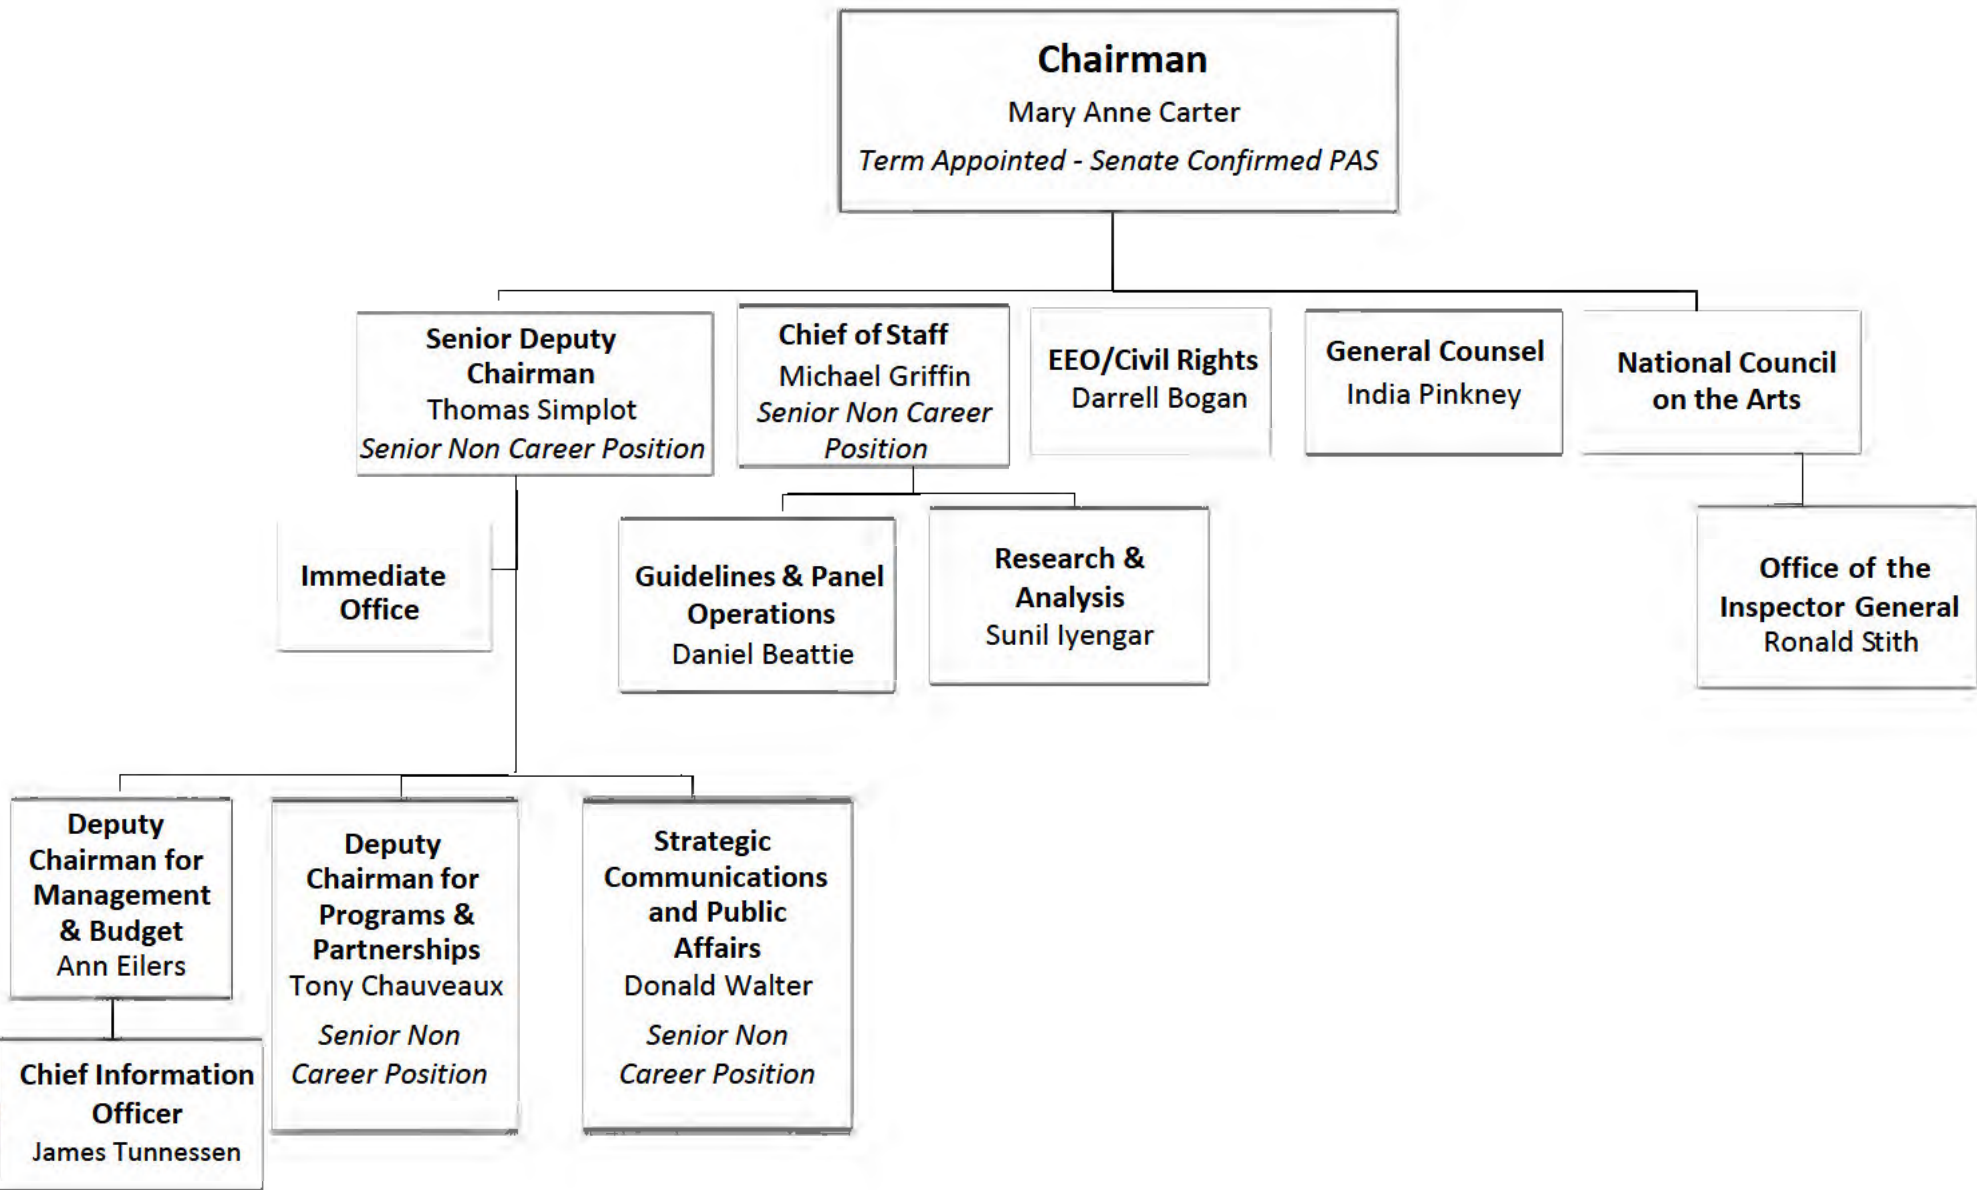 Chairman
Mary Anne Carter
Term Appointed - Senate Confirmed PAS
Senior Deputy
Chairman
Thomas Simplot
Senior Non Career Position
Chief of Staff
Michael Griffin
Senior Non Career
Position
EEO/Civil Rights
Darrell Bogan
General Counsel
India Pinkney
National Council
on the Arts
Immediate
Office
Guidelines & Panel
Operations
Daniel Beattie
Research &
Analysis
Sunil Iyengar
Office of the
Inspector General
Ronald Stith
Deputy
Chairman for
Management
& Budget
Ann Eilers
Deputy
Chairman for
Programs &
Partnerships
Tony Chauveaux
Senior Non
Career Position
Strategic
Communications
and Public
Affairs
Donald Walter
Senior Non
Career Position
Chief Information
Officer
James Tunnessen